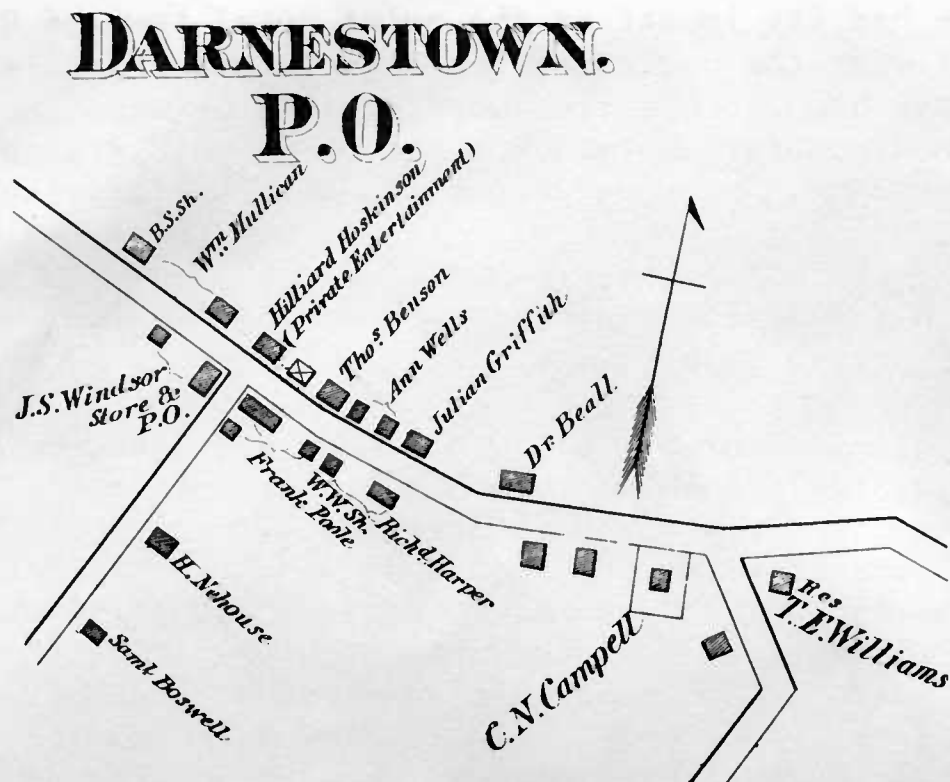 DARNESTOWN.
P.O.
B.S.Sh.
Wm. Mullican
Hilliard Hoskinson
(Private Entertainment)
Thos. Benson
Ann Wells
Julian Griffith
Dr. Beall
J.S. Windsor
Store &
P.O.
Frank Poole
W.W.Sh.
Richd. Harper
H. Nehouse
Saml. Boswell
C.N. Campell
Res
T.E. Williams